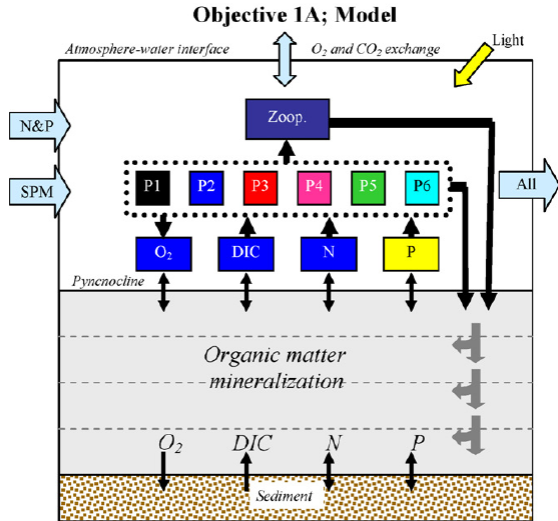 Objective 1A; Model
Atmosphere-water interface O₂ and CO₂ exchange
Light
N&P
Zoop.
SPM
P1 P2 P3 P4 P5 P6
All
O₂ DIC N P
Pyncnocline
Organic matter
mineralization
O₂ DIC N P
Sediment